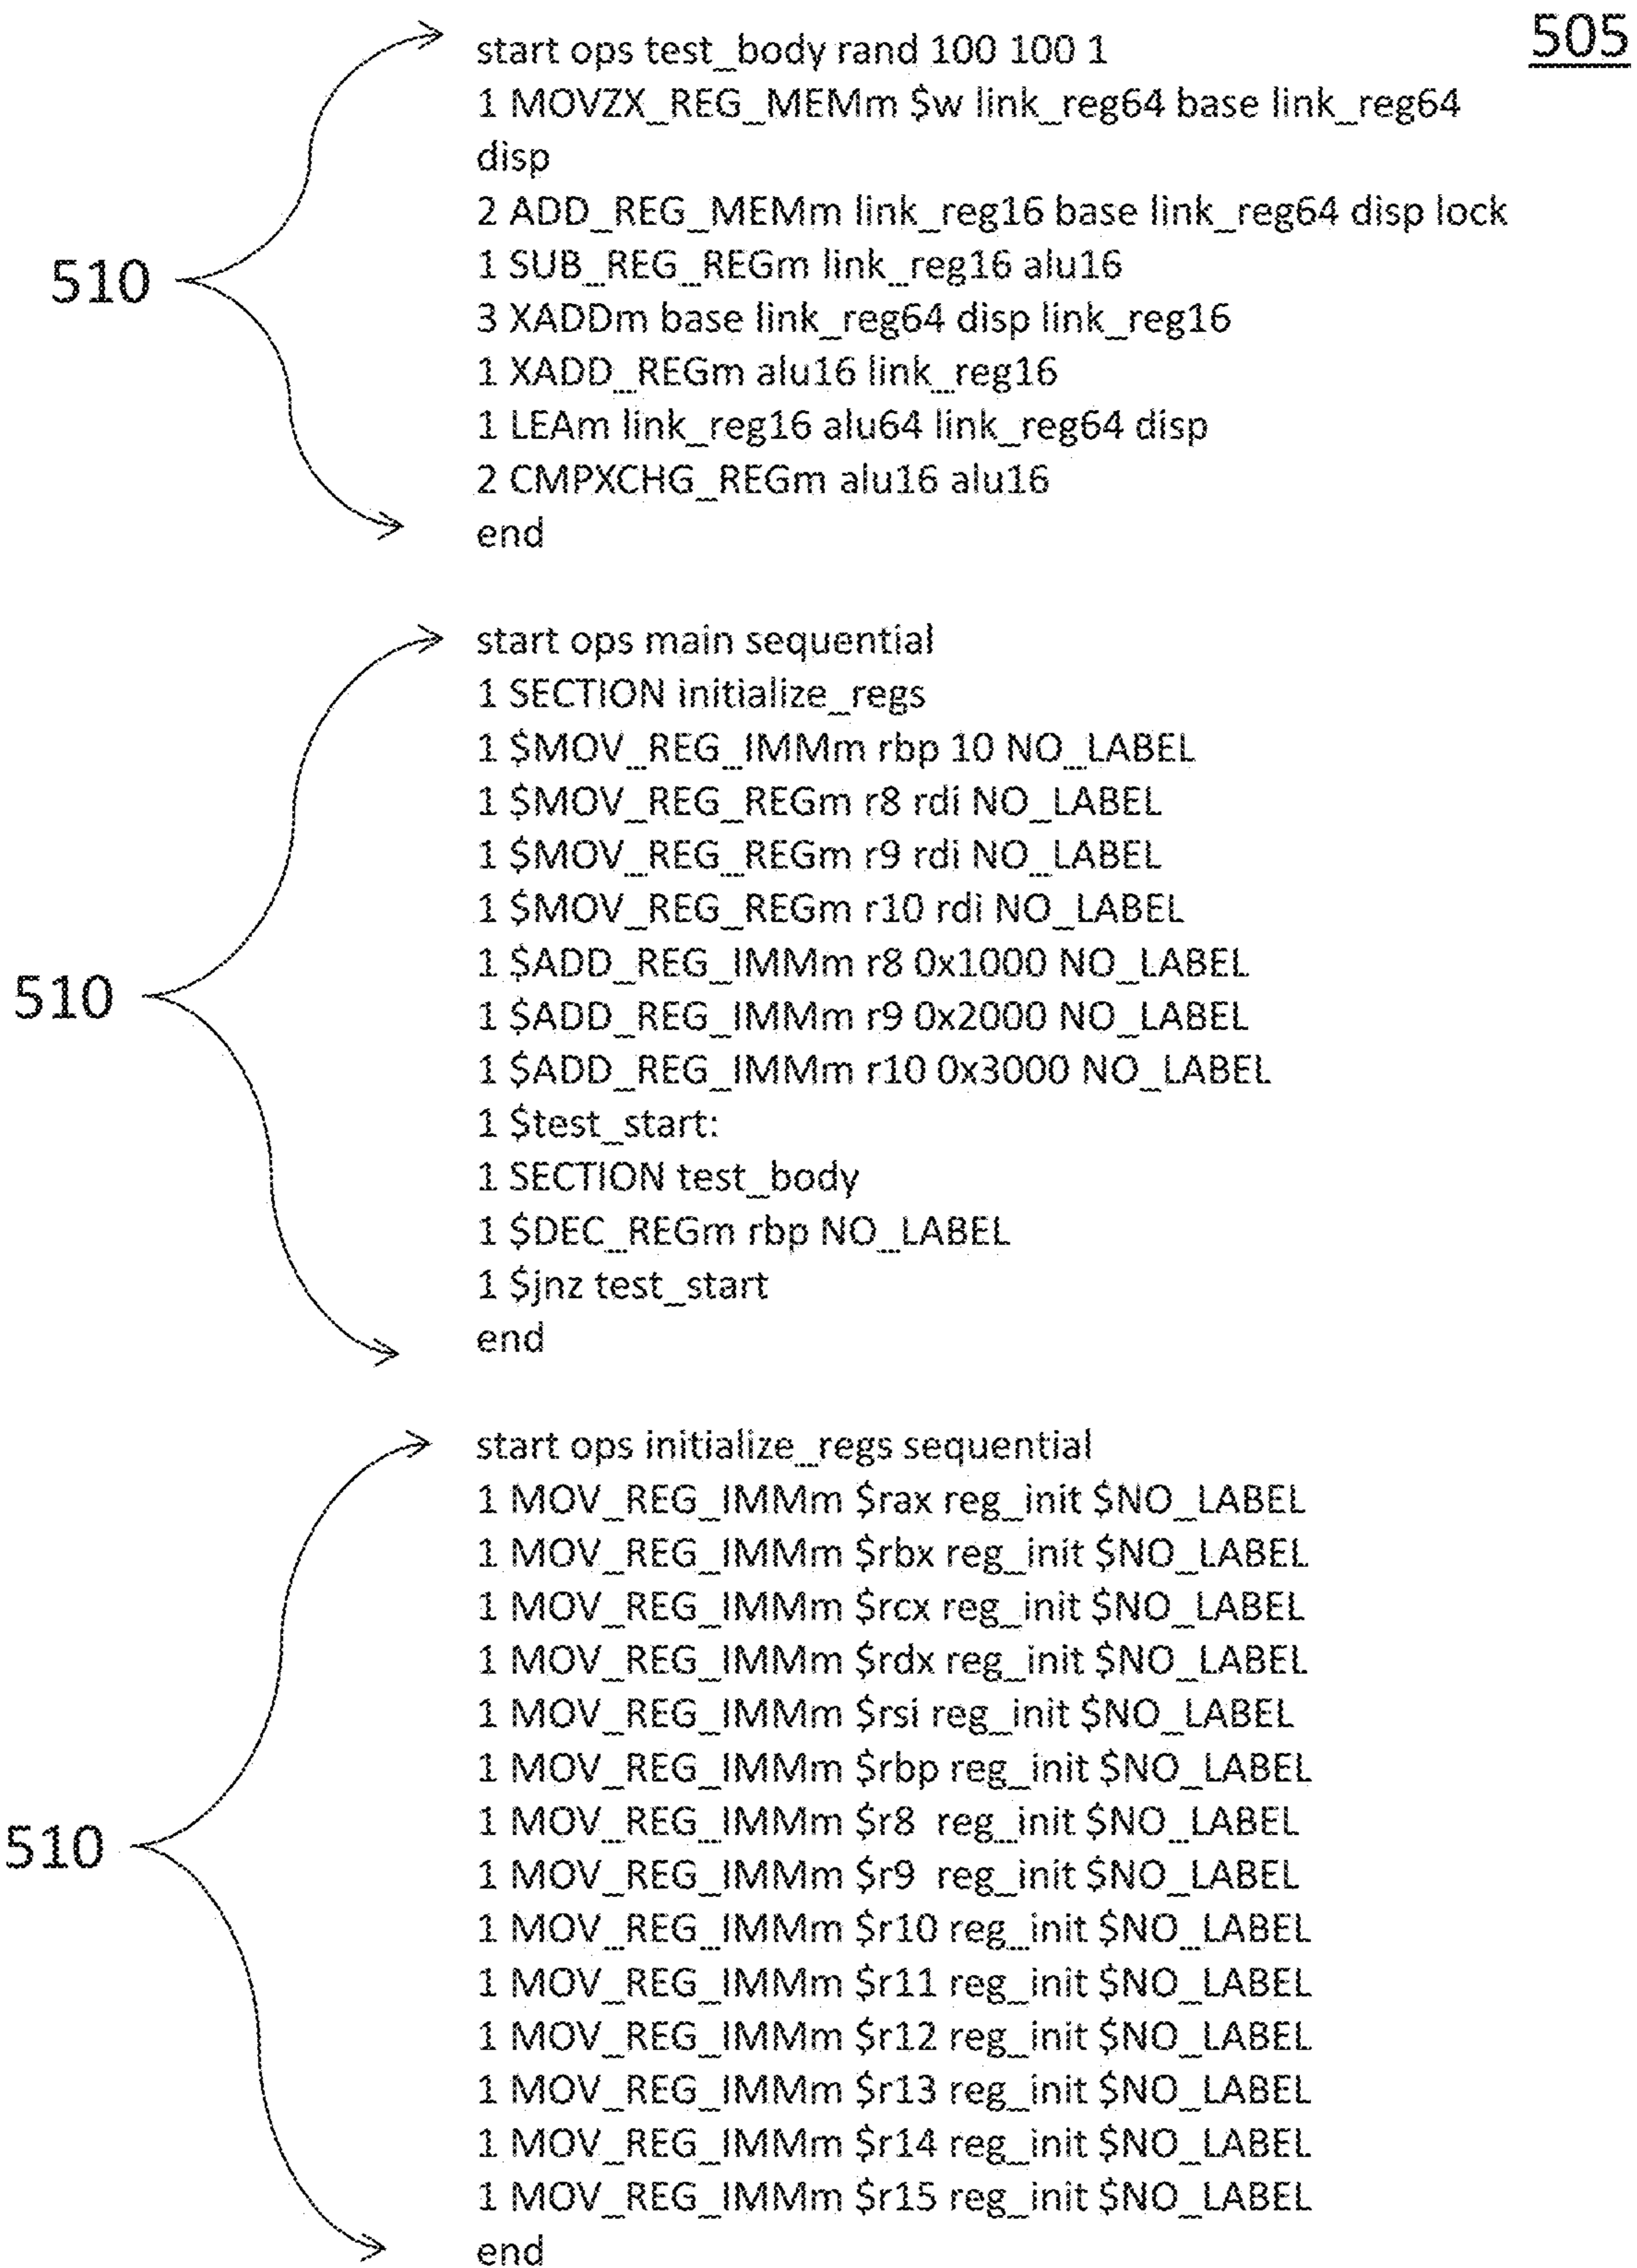 505
start ops test_body rand 100 100 1
1 MOVZX_REG_MEMm $w link_reg64 base link_reg64
disp
2 ADD_REG_MEMm link_reg16 base link_reg64 disp lock
510
1 SUB_REG_REGm link_reg16 alu16
3 XADDm base link_reg64 disp link_reg16
1 XADD_REGm alu16 link_reg16
1 LEAm link_reg16 alu64 link_reg64 disp
2 CMPXCHG_REGm alu16 alu16
end
start ops main sequential
1 SECTION initialize_regs
1 $MOV_REG_IMMm rbp 10 NO_LABEL
1 $MOV_REG_REGm r8 rdi NO_LABEL
1 $MOV_REG_REGm r9 rdi NO_LABEL
1 $MOV_REG_REGm r10 rdi NO_LABEL
1 $ADD_REG_IMMm r8 0x1000 NO_LABEL
510
1 $ADD_REG_IMMm r9 0x2000 NO_LABEL
1 $ADD_REG_IMMm r10 0x3000 NO_LABEL
1 $test_start:
1 SECTION test_body
1 $DEC_REGm rbp NO_LABEL
1 $jnz test_start
end
start ops initialize_regs sequential
1 MOV_REG_IMMm $rax reg_init $NO_LABEL
1 MOV_REG_IMMm $rbx reg_init $NO_LABEL
1 MOV_REG_IMMm $rcx reg_init $NO_LABEL
1 MOV_REG_IMMm $rdx reg_init $NO_LABEL
1 MOV_REG_IMMm $rsi reg_init $NO_LABEL
1 MOV_REG_IMMm $rbp reg_init $NO_LABEL
1 MOV_REG_IMMm $r8 reg_init $NO_LABEL
510
1 MOV_REG_IMMm $r9 reg_init $NO_LABEL
1 MOV_REG_IMMm $r10 reg_init $NO_LABEL
1 MOV_REG_IMMm $r11 reg_init $NO_LABEL
1 MOV_REG_IMMm $r12 reg_init $NO_LABEL
1 MOV_REG_IMMm $r13 reg_init $NO_LABEL
1 MOV_REG_IMMm $r14 reg_init $NO_LABEL
1 MOV_REG_IMMm $r15 reg_init $NO_LABEL
end